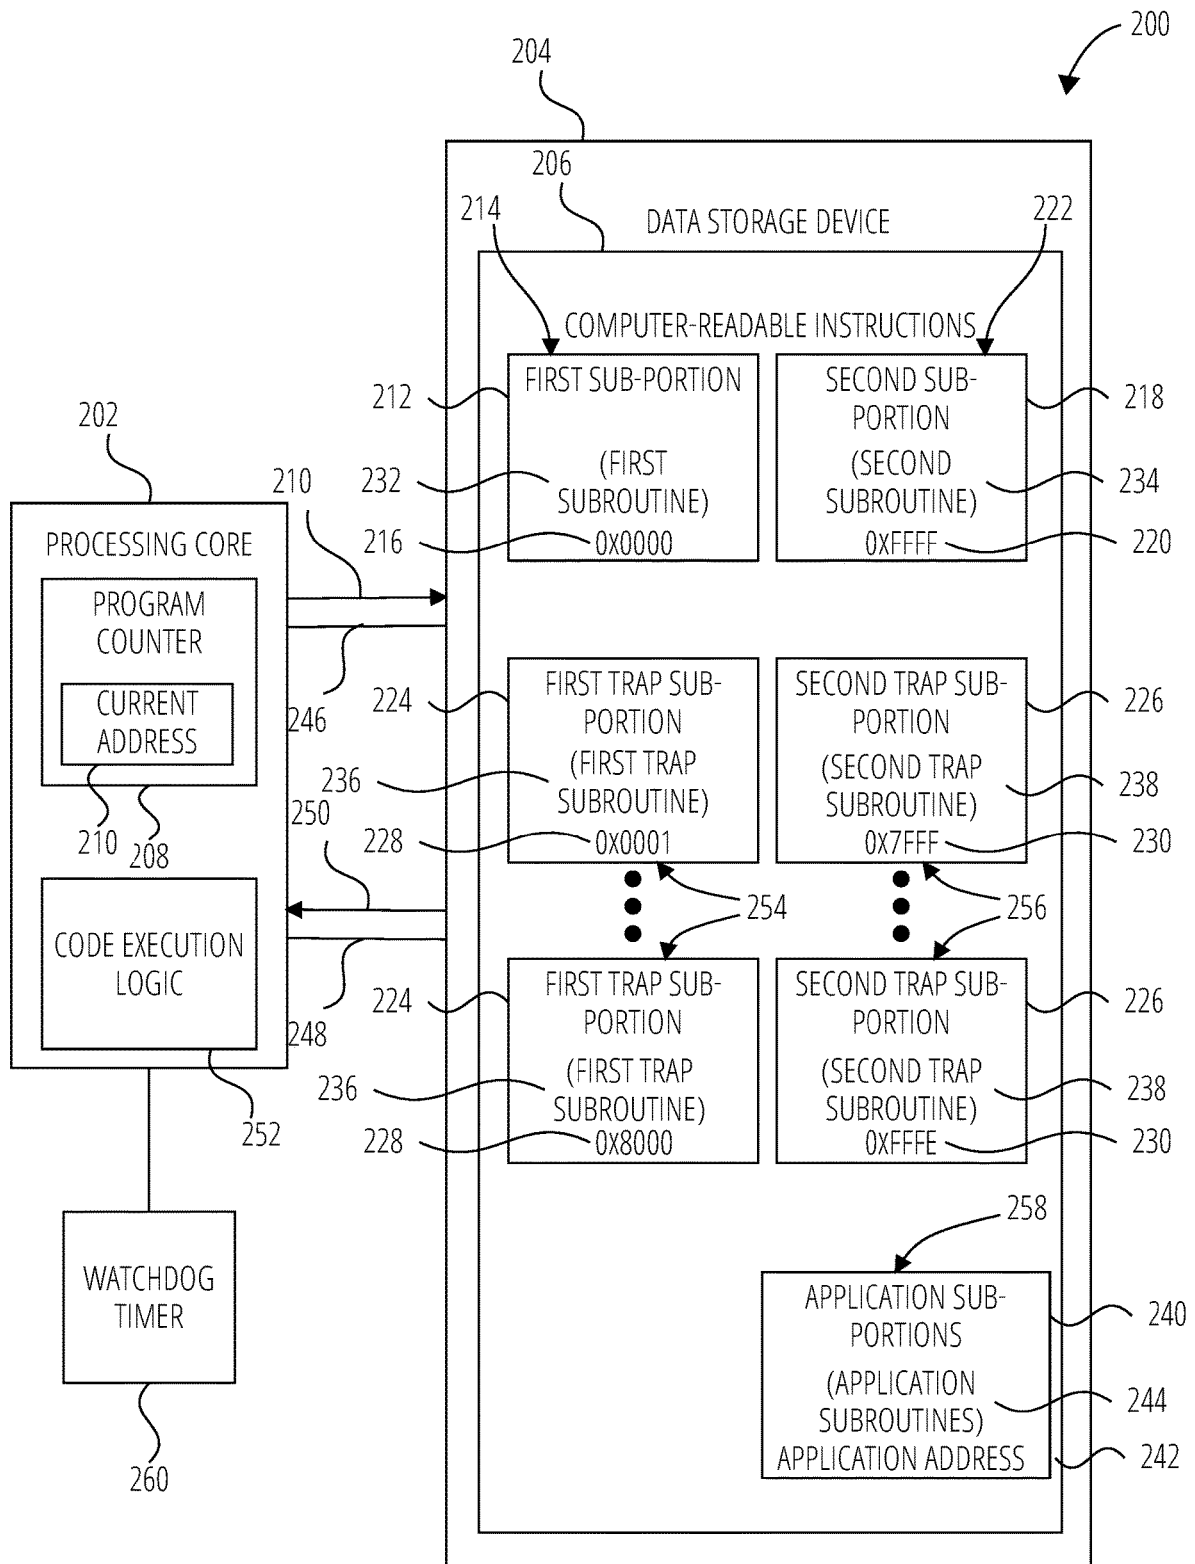 200
204
206
214
DATA STORAGE DEVICE
222
COMPUTER-READABLE INSTRUCTIONS
212
FIRST SUB-PORTION
(FIRST
SUBROUTINE)
0X0000
232
216
SECOND SUB-
PORTION
(SECOND
SUBROUTINE)
0XFFFF
218
234
220
202
PROCESSING CORE
PROGRAM
COUNTER
CURRENT
ADDRESS
210
208
210
246
250
248
CODE EXECUTION
LOGIC
252
224
FIRST TRAP SUB-
PORTION
(FIRST TRAP
SUBROUTINE)
0X0001
236
228
SECOND TRAP SUB-
PORTION
(SECOND TRAP
SUBROUTINE)
0X7FFF
226
238
230
254
256
224
FIRST TRAP SUB-
PORTION
(FIRST TRAP
SUBROUTINE)
0X8000
236
228
SECOND TRAP SUB-
PORTION
(SECOND TRAP
SUBROUTINE)
0XFFFE
226
238
230
WATCHDOG
TIMER
260
258
APPLICATION SUB-
PORTIONS
(APPLICATION
SUBROUTINES)
APPLICATION ADDRESS
240
244
242